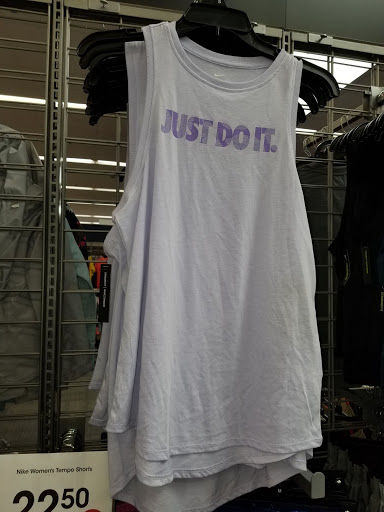 JUST DO IT.
Nike Women's Tempo Shorts
22.50